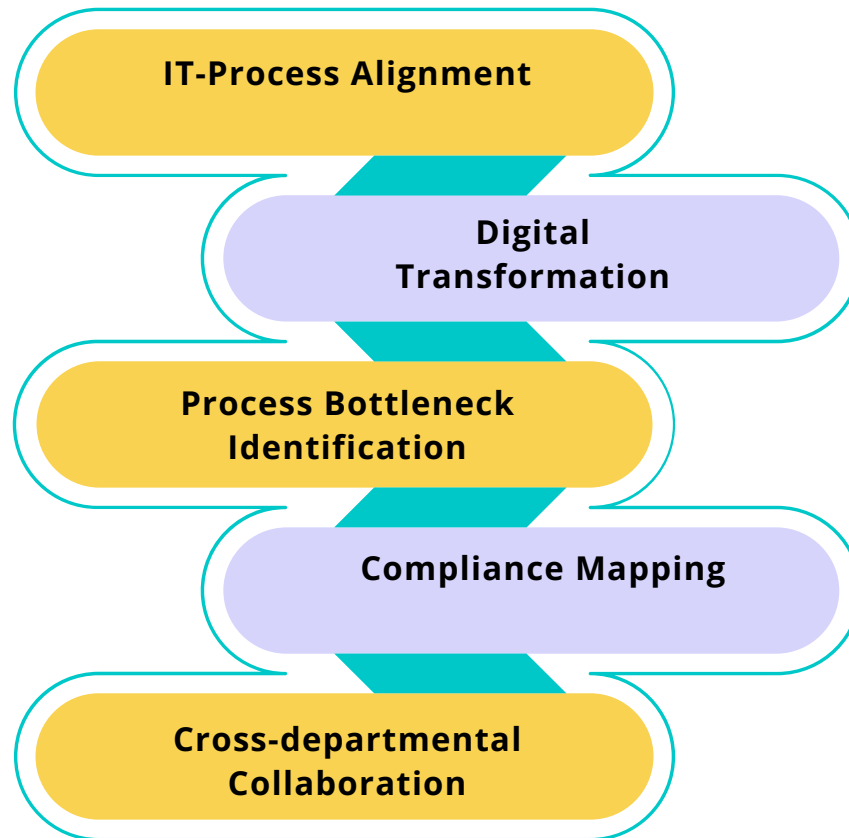 IT-Process Alignment
Digital
Transformation
Process Bottleneck
Identification
Compliance Mapping
Cross-departmental
Collaboration